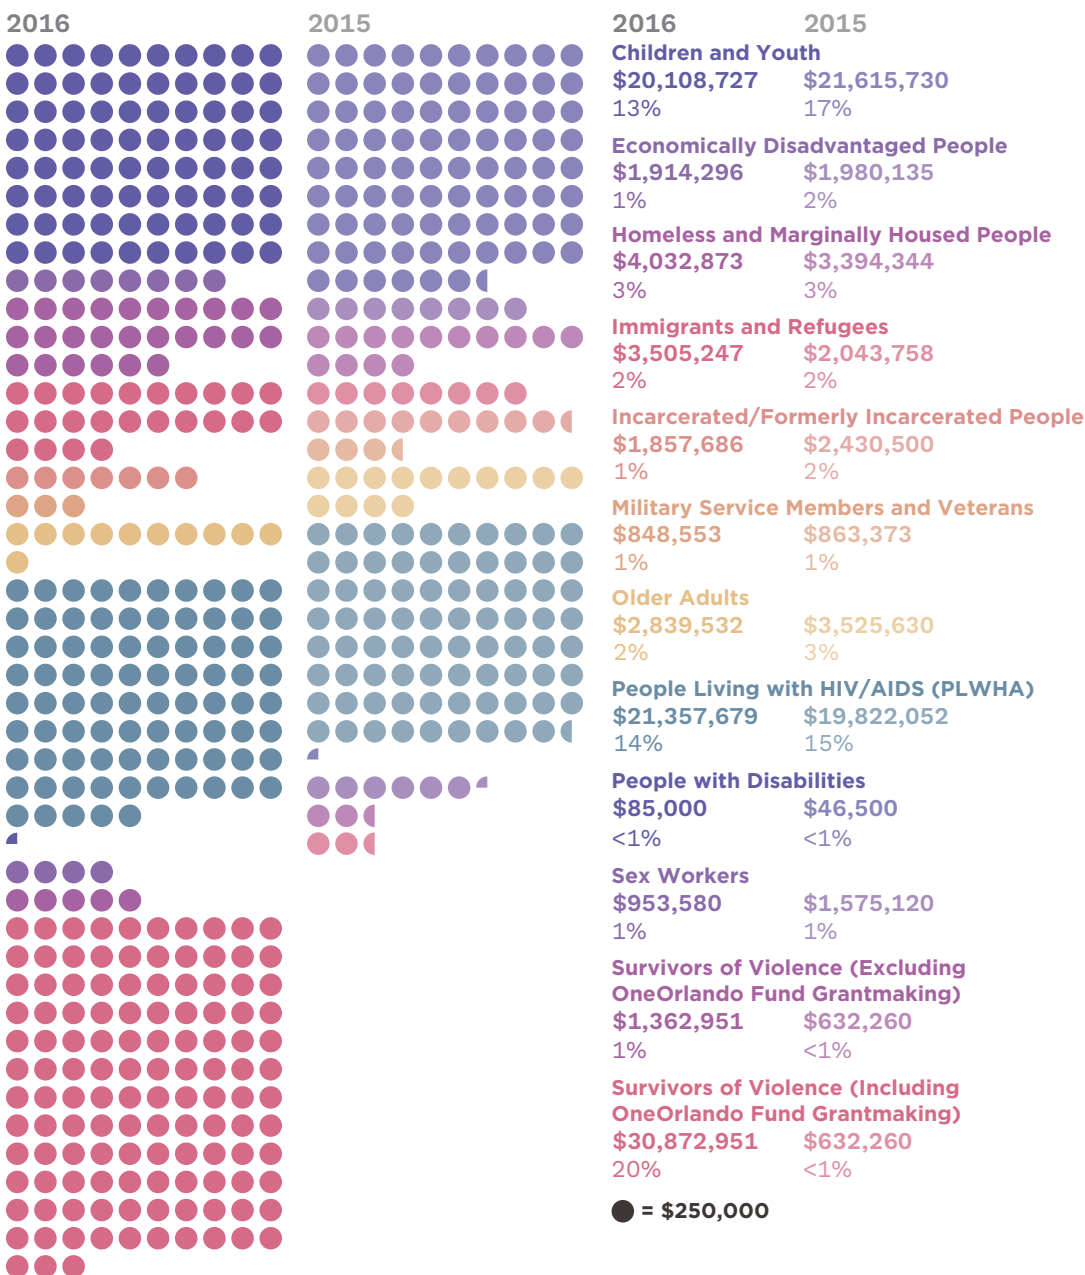 2016 2015 2016 2015
Children and Youth
$20,108,727 $21,615,730
13% 17%
Economically Disadvantaged People
$1,914,296 $1,980,135
1% 2%
Homeless and Marginally Housed People
$4,032,873 $3,394,344
3% 3%
Immigrants and Refugees
$3,505,247 $2,043,758
2% 2%
Incarcerated/Formerly Incarcerated People
$1,857,686 $2,430,500
1% 2%
Military Service Members and Veterans
$848,553 $863,373
1% 1%
Older Adults
$2,839,532 $3,525,630
2% 3%
People Living with HIV/AIDS (PLWHA)
$21,357,679 $19,822,052
14% 15%
People with Disabilities
$85,000 $46,500
<1% <1%
Sex Workers
$953,580 $1,575,120
1% 1%
Survivors of Violence (Excluding
OneOrlando Fund Grantmaking)
$1,362,951 $632,260
1% <1%
Survivors of Violence (Including
OneOrlando Fund Grantmaking)
$30,872,951 $632,260
20% <1%
= $250,000